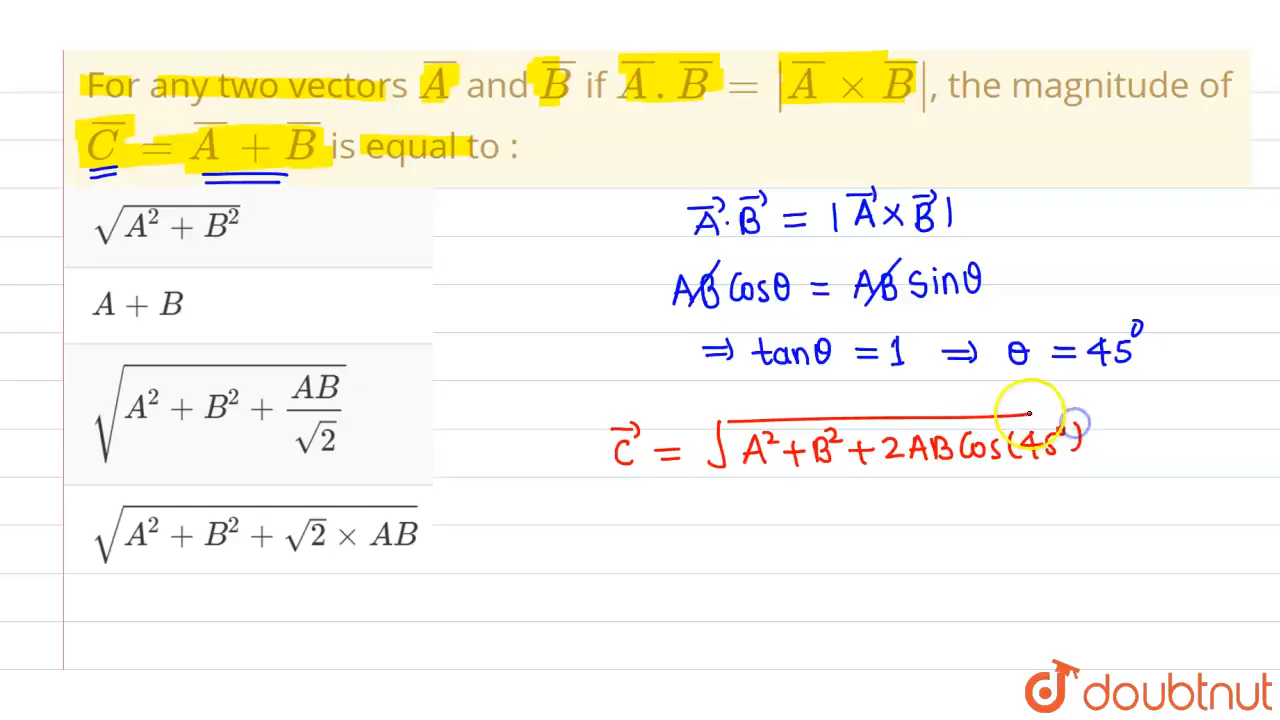 For any two vectors A̅ and B̅ if A̅ . B̅ = |A̅ × B̅|, the magnitude of
C̅ = A̅ + B̅ is equal to :
√(A² + B²)
A + B
√(A² + B² + AB/√2)
√(A² + B² + √2 × AB)
A⃗ · B⃗ = |A⃗ × B⃗|
AB Cosθ = AB Sinθ
⇒ tanθ = 1 ⇒ θ = 45°
C⃗ = √(A² + B² + 2AB Cos(45°))
doubtnut